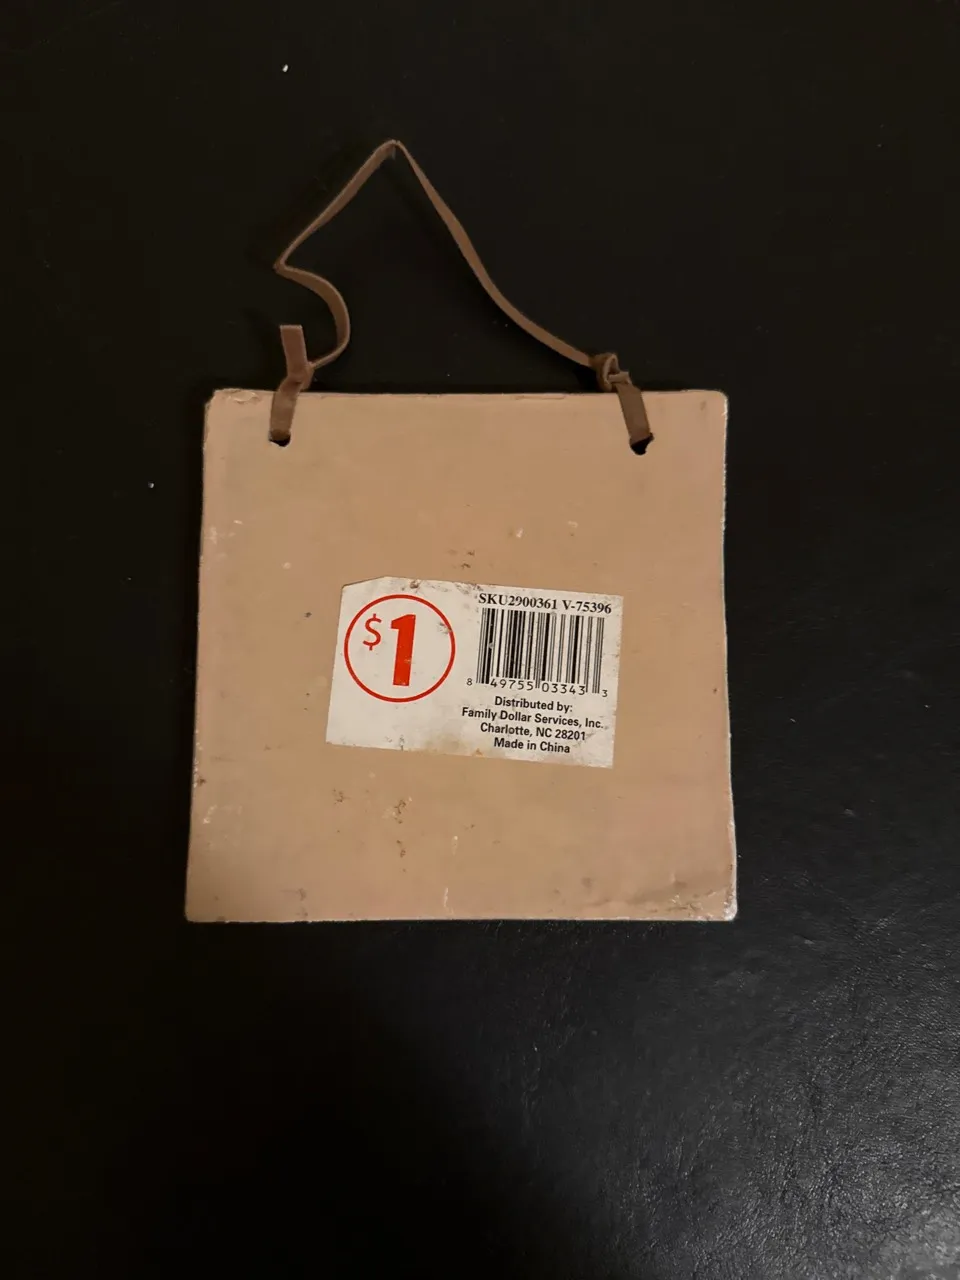 $1
SKU2900361 V-75396
8 49755 03343 3
Distributed by:
Family Dollar Services, Inc.
Charlotte, NC 28201
Made in China